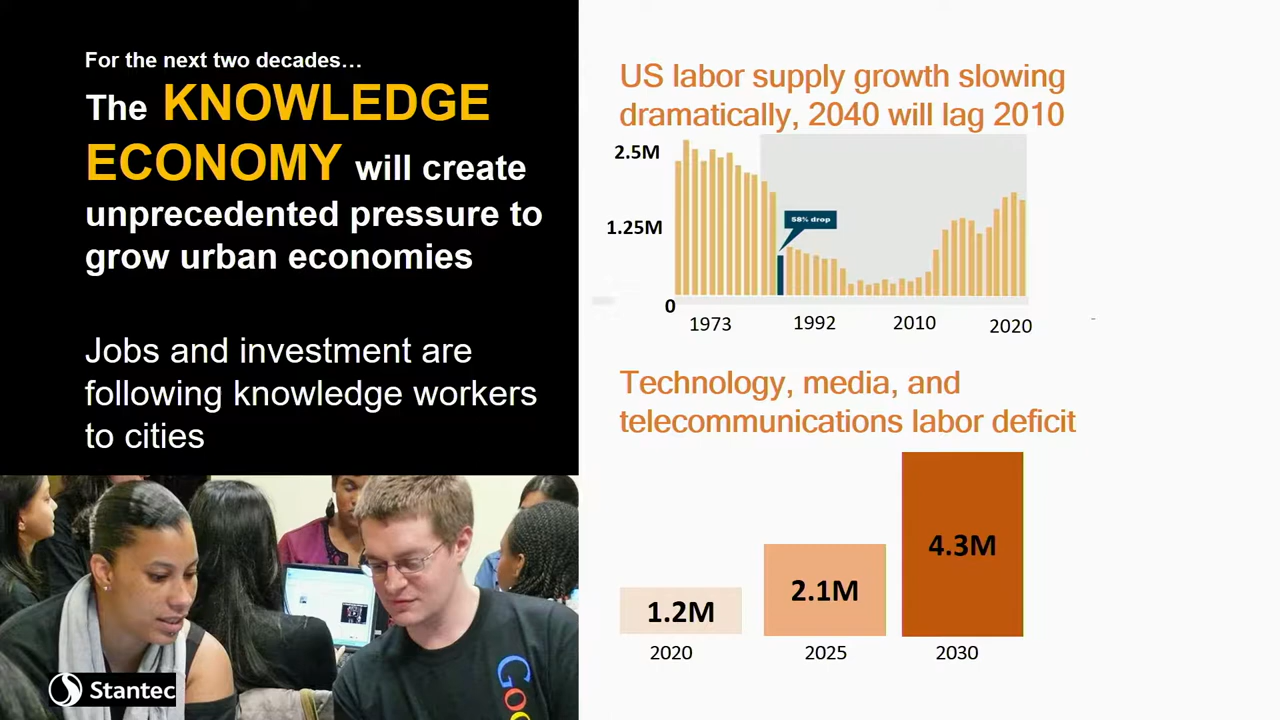 For the next two decades…
The KNOWLEDGE
ECONOMY will create
unprecedented pressure to
grow urban economies
Jobs and investment are
following knowledge workers
to cities
Stantec
US labor supply growth slowing
dramatically, 2040 will lag 2010
2.5M
1.25M
0
58% drop
1973
1992
2010
2020
Technology, media, and
telecommunications labor deficit
1.2M
2.1M
4.3M
2020
2025
2030